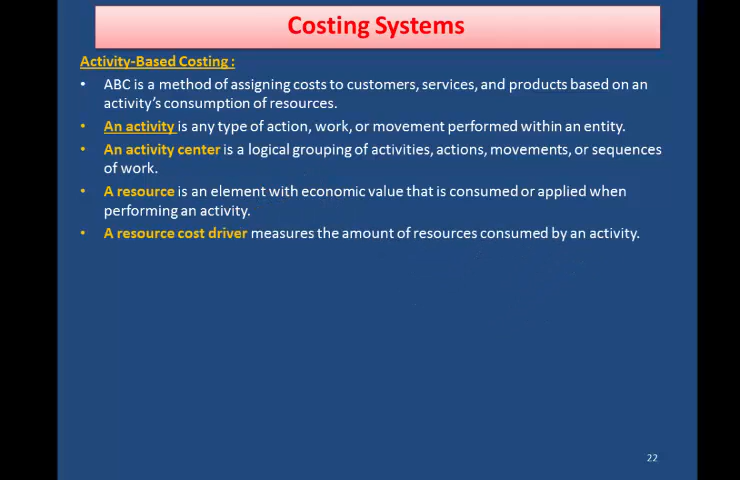 Costing Systems
Activity-Based Costing :
• ABC is a method of assigning costs to customers, services, and products based on an
activity's consumption of resources.
• An activity is any type of action, work, or movement performed within an entity.
• An activity center is a logical grouping of activities, actions, movements, or sequences
of work.
• A resource is an element with economic value that is consumed or applied when
performing an activity.
• A resource cost driver measures the amount of resources consumed by an activity.
22